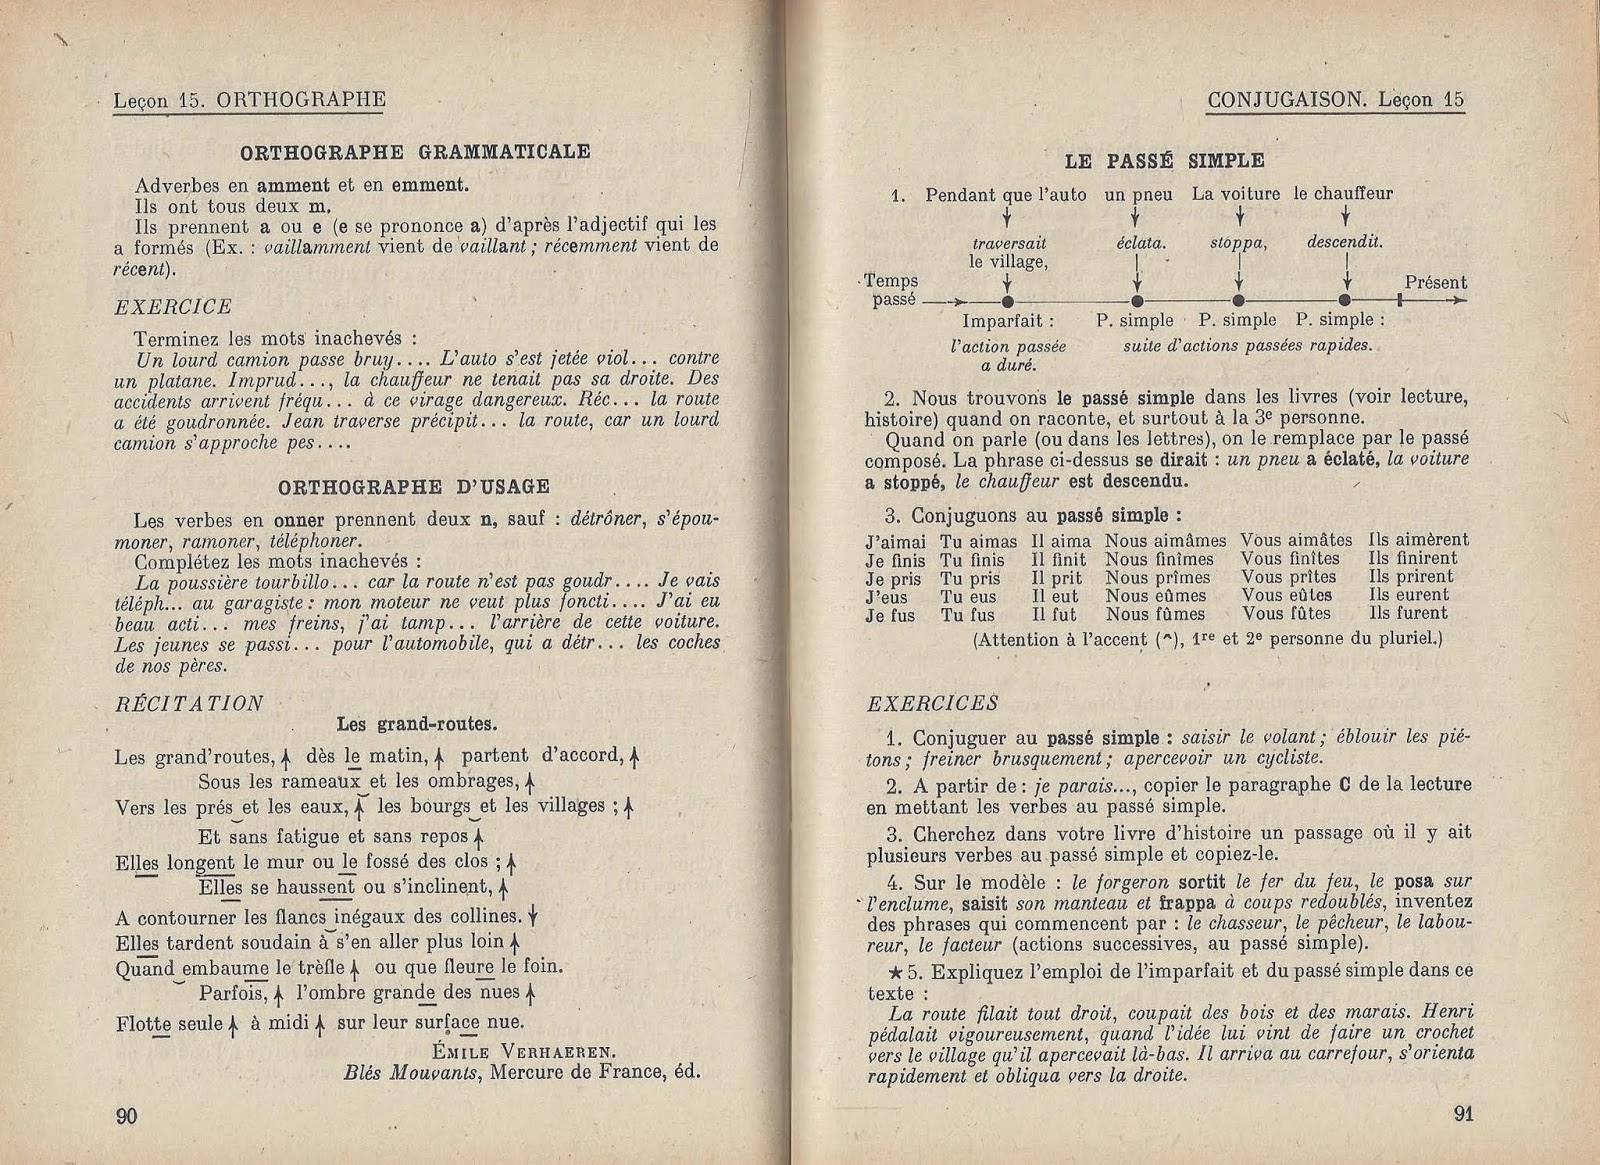 Leçon 15. ORTHOGRAPHE
ORTHOGRAPHE GRAMMATICALE
Adverbes en amment et en emment.
Ils ont tous deux m.
Ils prennent a ou e (e se prononce a) d'après l'adjectif qui les
a formés (Ex. : vaillamment vient de vaillant ; récemment vient de
récent).
EXERCICE
Terminez les mots inachevés :
Un lourd camion passe bruy.... L'auto s'est jetée viol... contre
un platane. Imprud..., la chauffeur ne tenait pas sa droite. Des
accidents arrivent fréqu... à ce virage dangereux. Réc... la route
a été goudronnée. Jean traverse précipit... la route, car un lourd
camion s'approche pes....
ORTHOGRAPHE D'USAGE
Les verbes en onner prennent deux n, sauf : détrôner, s'épou-
moner, ramoner, téléphoner.
Complétez les mots inachevés :
La poussière tourbillo... car la route n'est pas goudr.... Je vais
téléph... au garagiste : mon moteur ne veut plus foncti.... J'ai eu
beau acti... mes freins, j'ai tamp... l'arrière de cette voiture.
Les jeunes se passi... pour l'automobile, qui a détr... les coches
de nos pères.
RÉCITATION
Les grand-routes.
Les grand'routes, dès le matin, partent d'accord,
Sous les rameaux et les ombrages,
Vers les prés et les eaux, les bourgs et les villages ;
Et sans fatigue et sans repos
Elles longent le mur ou le fossé des clos ;
Elles se haussent ou s'inclinent,
A contourner les flancs inégaux des collines.
Elles tardent soudain à s'en aller plus loin
Quand embaume le trèfle ou que fleure le foin.
Parfois, l'ombre grande des nues
Flotte seule à midi sur leur surface nue.
ÉMILE VERHAEREN.
Blés Mouvants, Mercure de France, éd.
90
CONJUGAISON. Leçon 15
LE PASSÉ SIMPLE
1. Pendant que l'auto un pneu La voiture le chauffeur
traversait éclata. stoppa, descendit.
le village,
Temps Présent
passé
Imparfait : P. simple P. simple P. simple :
l'action passée suite d'actions passées rapides.
a duré.
2. Nous trouvons le passé simple dans les livres (voir lecture,
histoire) quand on raconte, et surtout à la 3e personne.
Quand on parle (ou dans les lettres), on le remplace par le passé
composé. La phrase ci-dessus se dirait : un pneu a éclaté, la voiture
a stoppé, le chauffeur est descendu.
3. Conjuguons au passé simple :
J'aimai Tu aimas Il aima Nous aimâmes Vous aimâtes Ils aimèrent
Je finis Tu finis Il finit Nous finîmes Vous finîtes Ils finirent
Je pris Tu pris Il prit Nous prîmes Vous prîtes Ils prirent
J'eus Tu eus Il eut Nous eûmes Vous eûtes Ils eurent
Je fus Tu fus Il fut Nous fûmes Vous fûtes Ils furent
(Attention à l'accent (^), 1re et 2e personne du pluriel.)
EXERCICES
1. Conjuguer au passé simple : saisir le volant ; éblouir les pié-
tons ; freiner brusquement ; apercevoir un cycliste.
2. A partir de : je parais..., copier le paragraphe C de la lecture
en mettant les verbes au passé simple.
3. Cherchez dans votre livre d'histoire un passage où il y ait
plusieurs verbes au passé simple et copiez-le.
4. Sur le modèle : le forgeron sortit le fer du feu, le posa sur
l'enclume, saisit son manteau et frappa à coups redoublés, inventez
des phrases qui commencent par : le chasseur, le pêcheur, le labou-
reur, le facteur (actions successives, au passé simple).
★ 5. Expliquez l'emploi de l'imparfait et du passé simple dans ce
texte :
La route filait tout droit, coupait des bois et des marais. Henri
pédalait vigoureusement, quand l'idée lui vint de faire un crochet
vers le village qu'il apercevait là-bas. Il arriva au carrefour, s'orienta
rapidement et obliqua vers la droite.
91